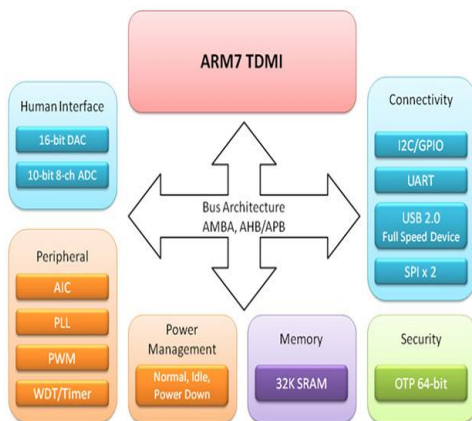 ARM7 TDMI
Human Interface
16-bit DAC
10-bit 8-ch ADC
Connectivity
I2C/GPIO
UART
USB 2.0
Full Speed Device
SPI x 2
Bus Architecture
AMBA, AHB/APB
Peripheral
AIC
PLL
PWM
WDT/Timer
Power
Management
Normal, Idle,
Power Down
Memory
32K SRAM
Security
OTP 64-bit